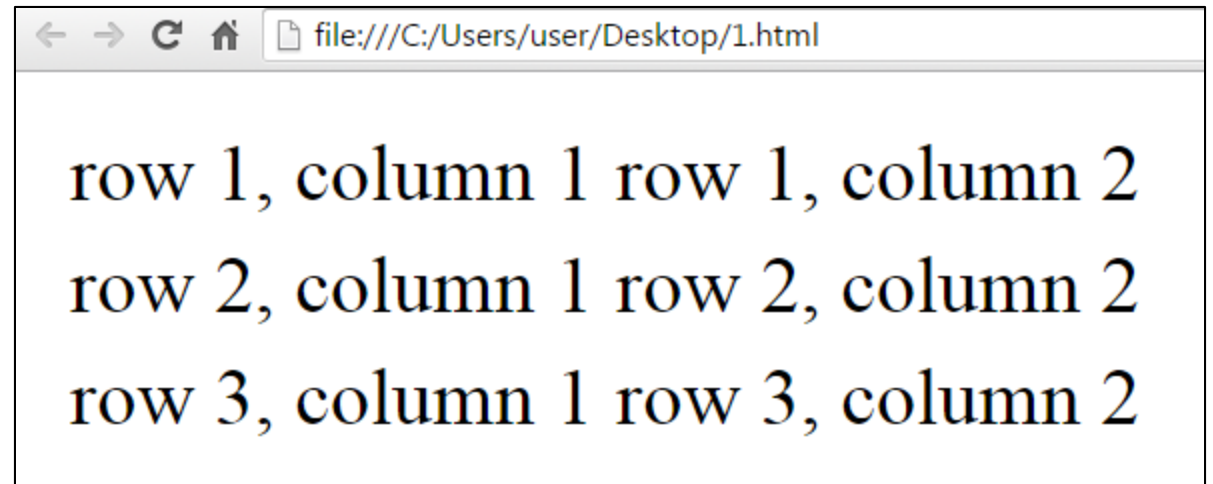 file:///C:/Users/user/Desktop/1.html
row 1, column 1 row 1, column 2
row 2, column 1 row 2, column 2
row 3, column 1 row 3, column 2